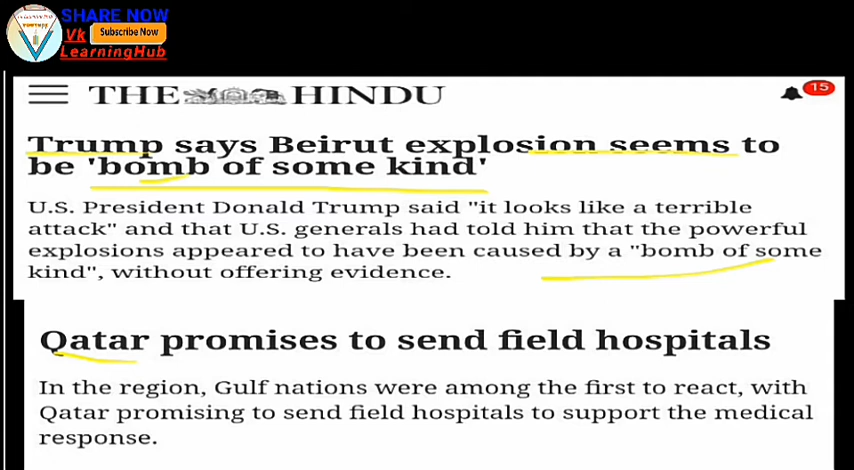 SHARE NOW
Vk Subscribe Now
LearningHub
THE HINDU
15
Trump says Beirut explosion seems to
be 'bomb of some kind'
U.S. President Donald Trump said "it looks like a terrible
attack" and that U.S. generals had told him that the powerful
explosions appeared to have been caused by a "bomb of some
kind", without offering evidence.
Qatar promises to send field hospitals
In the region, Gulf nations were among the first to react, with
Qatar promising to send field hospitals to support the medical
response.